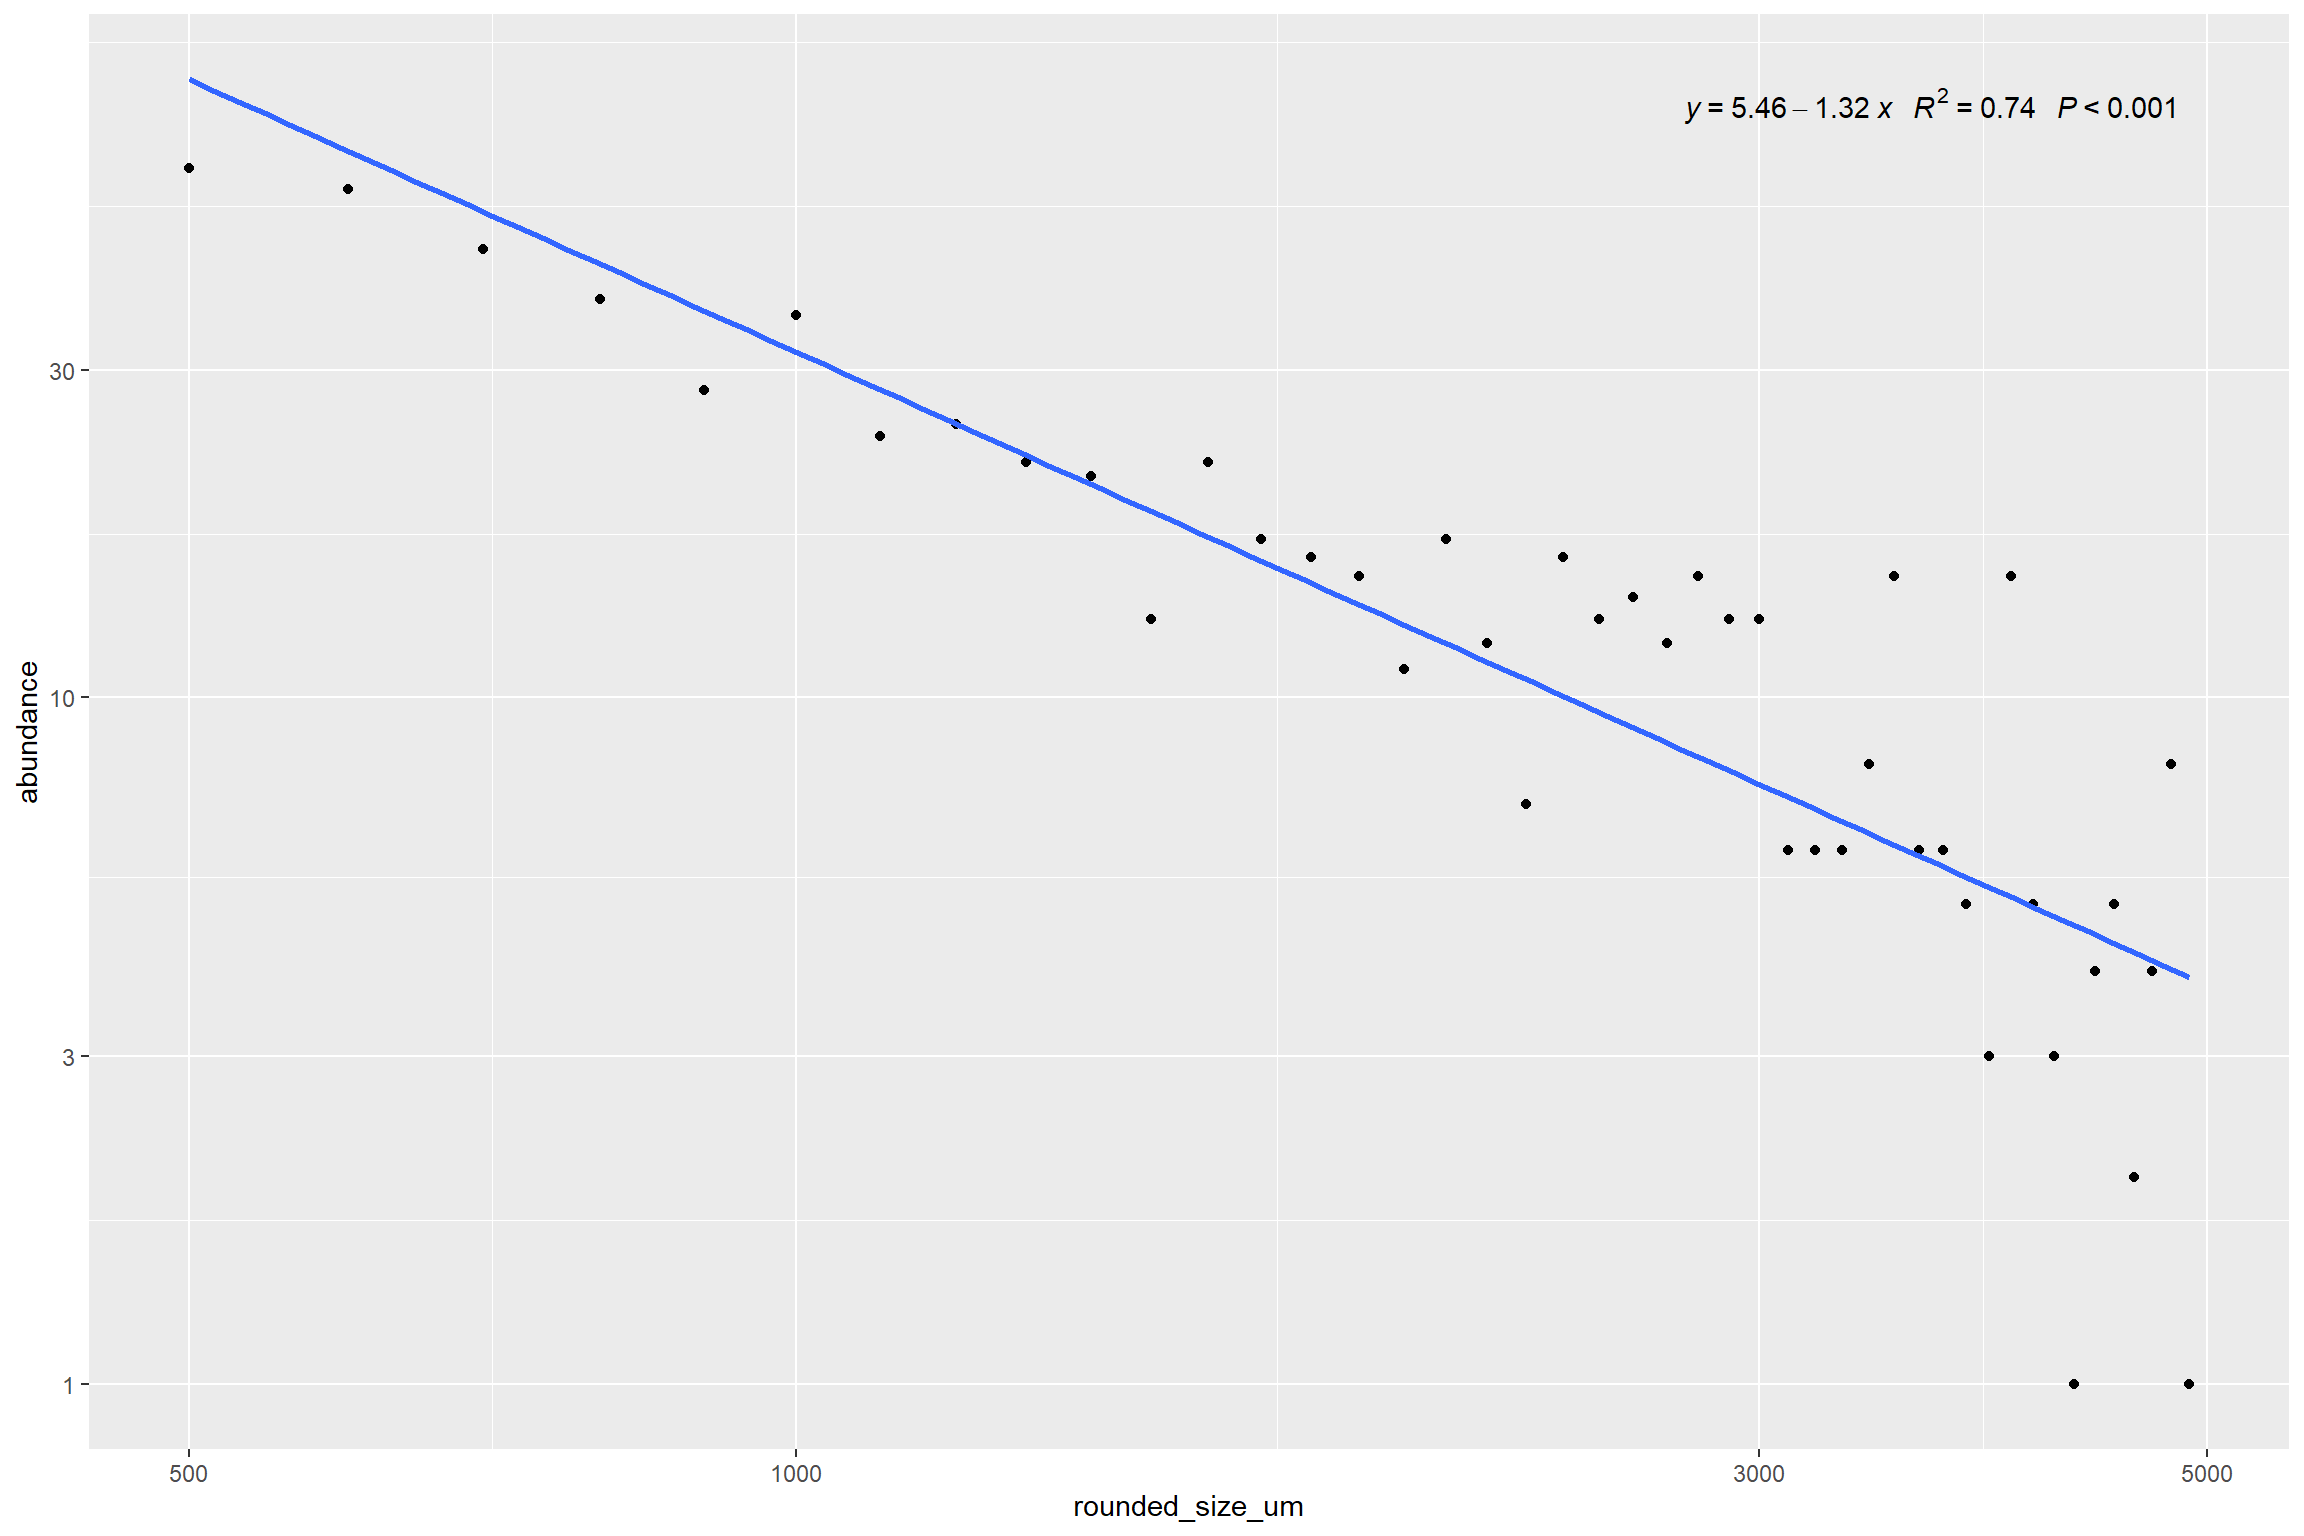 y = 5.46 – 1.32 x  R² = 0.74  P < 0.001
30
10
3
1
abundance
500 1000 3000 5000
rounded_size_um